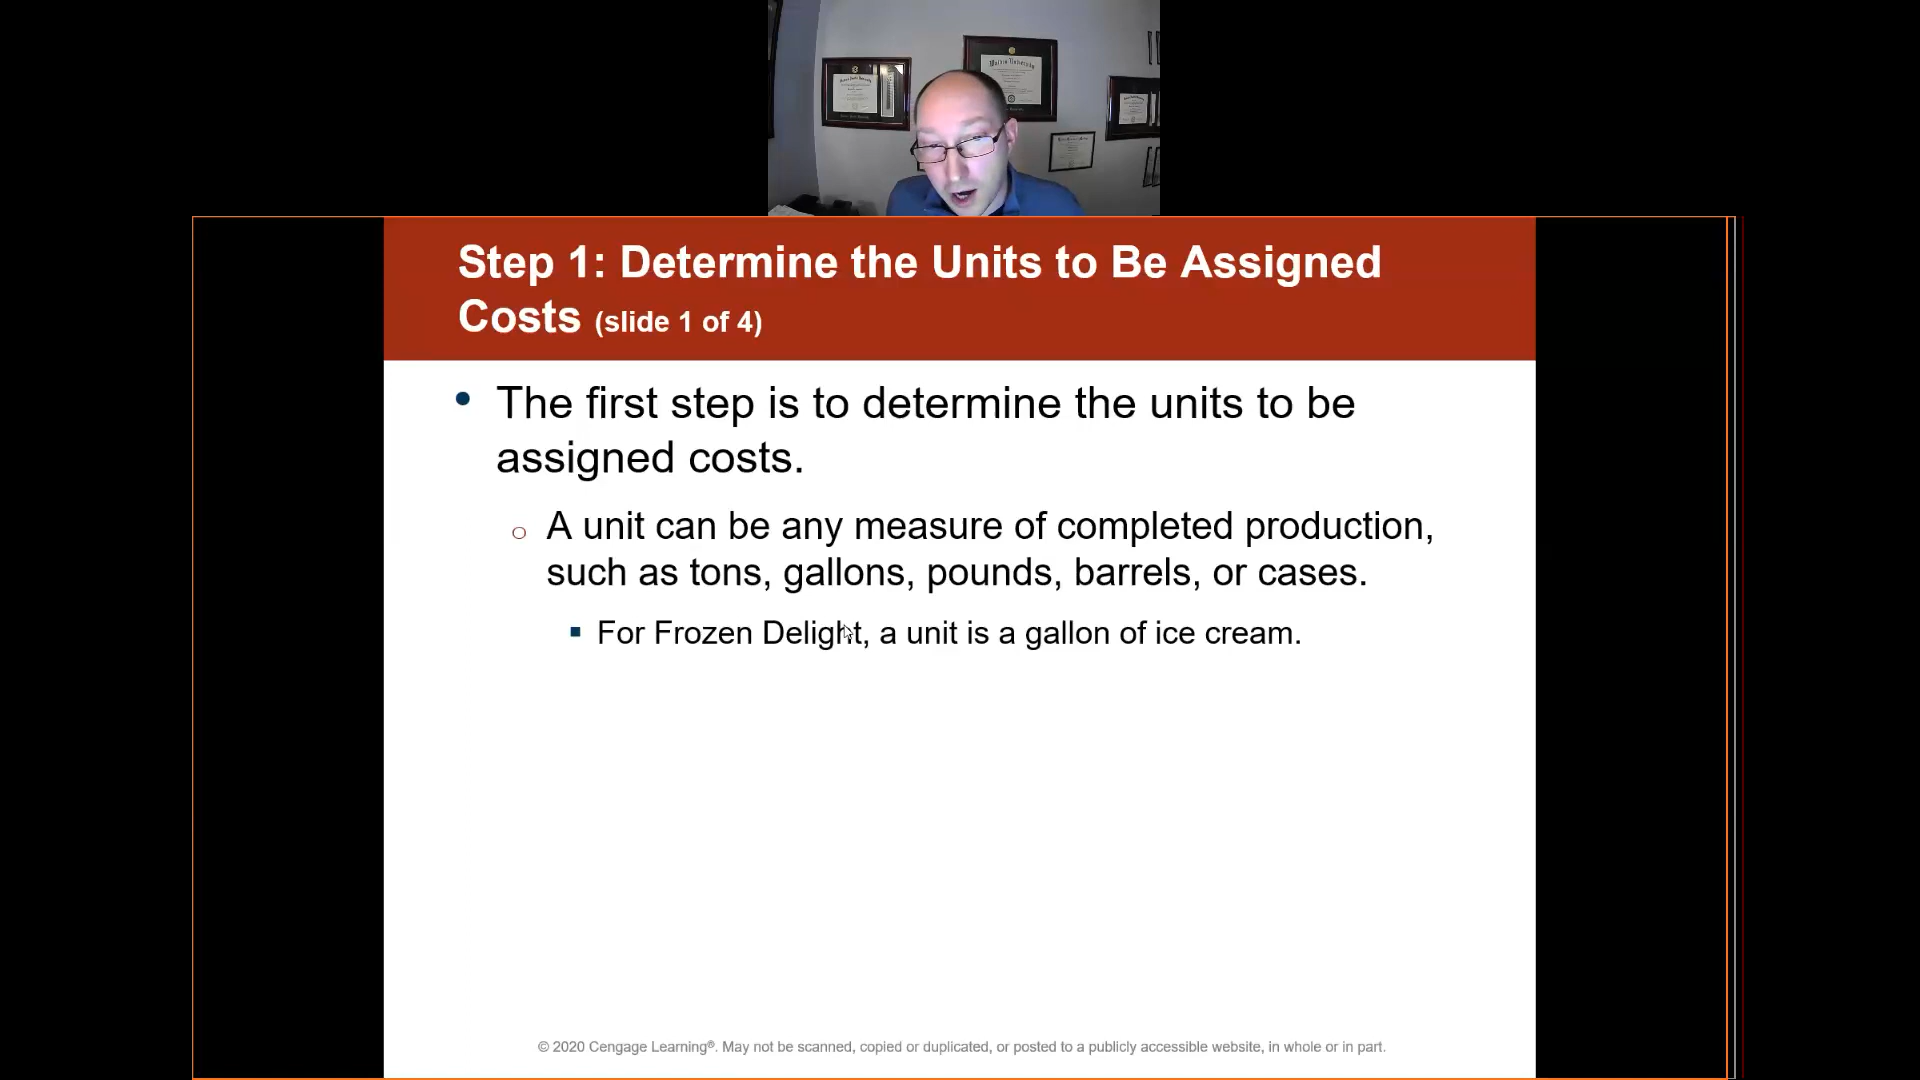 Step 1: Determine the Units to Be Assigned
Costs (slide 1 of 4)
• The first step is to determine the units to be
assigned costs.
o A unit can be any measure of completed production,
such as tons, gallons, pounds, barrels, or cases.
▪ For Frozen Delight, a unit is a gallon of ice cream.
© 2020 Cengage Learning®. May not be scanned, copied or duplicated, or posted to a publicly accessible website, in whole or in part.